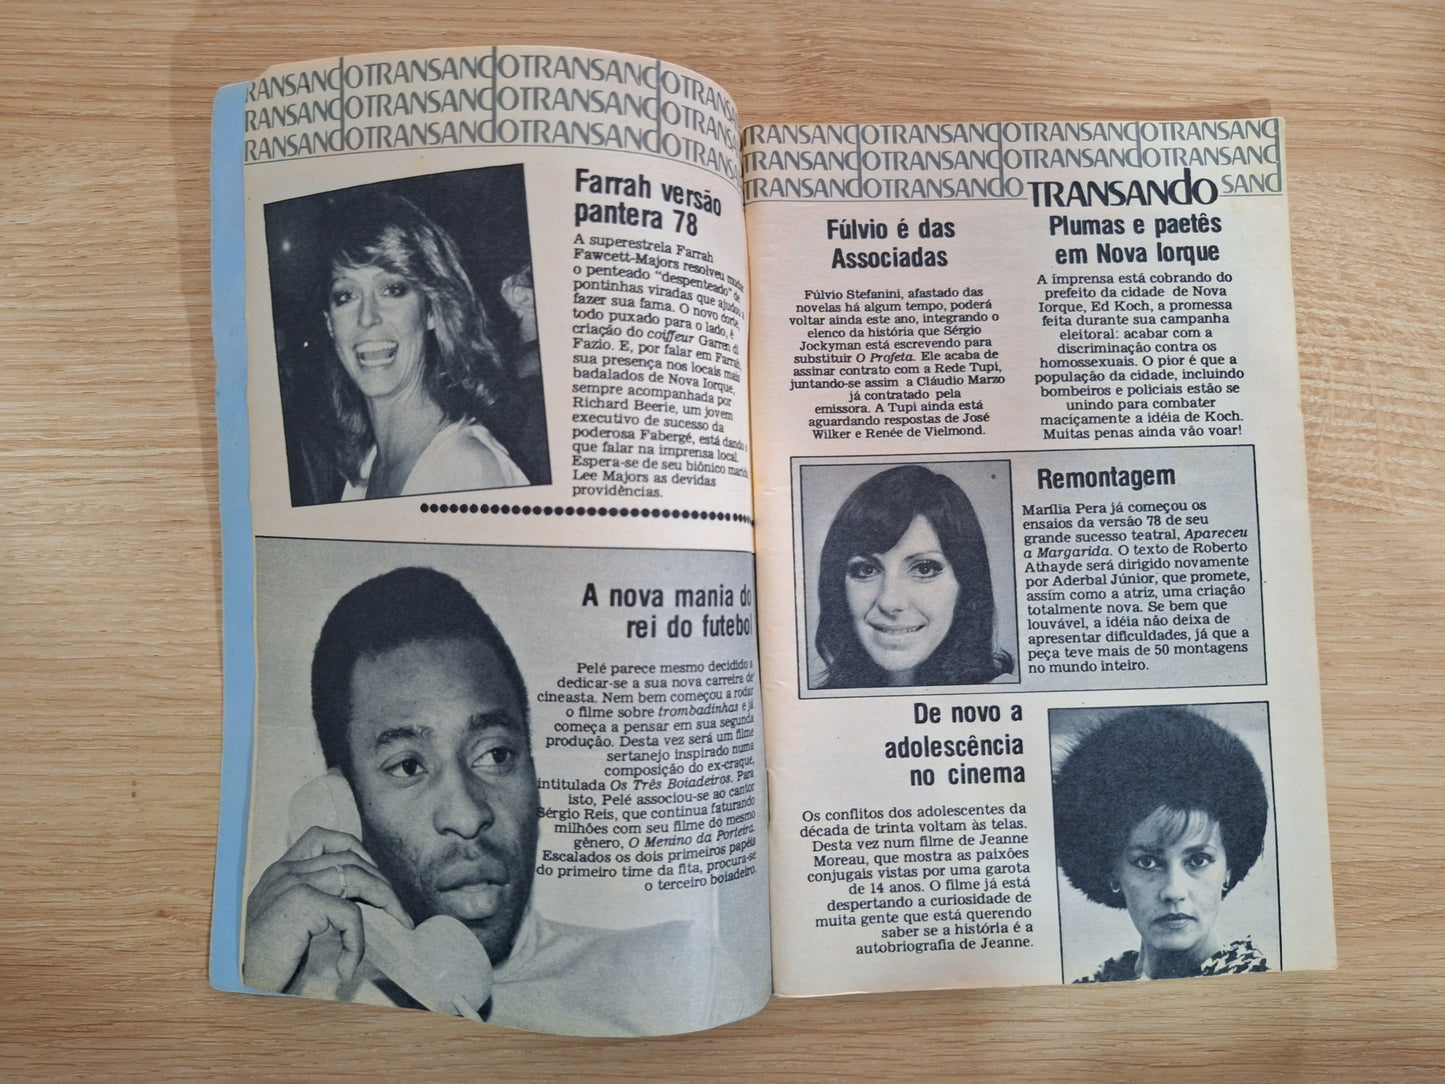 RANSANdOTRANSANdOTRANSANdOTRANSAN
RANSANdOTRANSANdOTRANSANdOTRANSAN
RANSANdOTRANSANdOTRANSANdOTRANSA
Farrah versão
pantera 78
A superestrela Farrah
Fawcett-Majors resolveu
o penteado "despenteado" de
pontinhas viradas que ajudou a
fazer sua fama. O novo corte,
todo puxado para o lado, é
criação do coiffeur Garren di
Fazio. E, por falar em Farrah,
sua presença nos locais mais
badalados de Nova Iorque,
sempre acompanhada por
Richard Beerie, um jovem
executivo de sucesso da
poderosa Fabergé, está dando o
que falar na imprensa local.
Espera-se de seu biônico marido
Lee Majors as devidas
providências.
A nova mania do
rei do futebol
Pelé parece mesmo decidido a
dedicar-se a sua nova carreira de
cineasta. Nem bem começou a rodar
o filme sobre trombadinhas e já
começa a pensar em sua segunda
produção. Desta vez será um filme
sertanejo inspirado numa
composição do ex-craque,
intitulada Os Três Boiadeiros. Para
isto, Pelé associou-se ao cantor
Sérgio Reis, que continua faturando
milhões com seu filme do mesmo
gênero, O Menino da Porteira.
Escalados os dois primeiros papéis
do primeiro time da fita, procura-se
o terceiro boiadeiro.
TRANSANdOTRANSANdOTRANSANdOTRANSANd
TRANSANdOTRANSANdOTRANSANdOTRANSANd
TRANSANdOTRANSANdO TRANSANdO SANd
Fúlvio é das
Associadas
Fúlvio Stefanini, afastado das
novelas há algum tempo, poderá
voltar ainda este ano, integrando o
elenco da história que Sérgio
Jockyman está escrevendo para
substituir O Profeta. Ele acaba de
assinar contrato com a Rede Tupi,
juntando-se assim a Cláudio Marzo
já contratado pela
emissora. A Tupi ainda está
aguardando respostas de José
Wilker e Renée de Vielmond.
Plumas e paetês
em Nova Iorque
A imprensa está cobrando do
prefeito da cidade de Nova
Iorque, Ed Koch, a promessa
feita durante sua campanha
eleitoral: acabar com a
discriminação contra os
homossexuais. O pior é que a
população da cidade, incluindo
bombeiros e policiais estão se
unindo para combater
maciçamente a idéia de Koch.
Muitas penas ainda vão voar!
Remontagem
Marília Pera já começou os
ensaios da versão 78 de seu
grande sucesso teatral, Apareceu
a Margarida. O texto de Roberto
Athayde será dirigido novamente
por Aderbal Júnior, que promete,
assim como a atriz, uma criação
totalmente nova. Se bem que
louvável, a idéia não deixa de
apresentar dificuldades, já que a
peça teve mais de 50 montagens
no mundo inteiro.
De novo a
adolescência
no cinema
Os conflitos dos adolescentes da
década de trinta voltam às telas.
Desta vez num filme de Jeanne
Moreau, que mostra as paixões
conjugais vistas por uma garota
de 14 anos. O filme já está
despertando a curiosidade de
muita gente que está querendo
saber se a história é a
autobriografia de Jeanne.